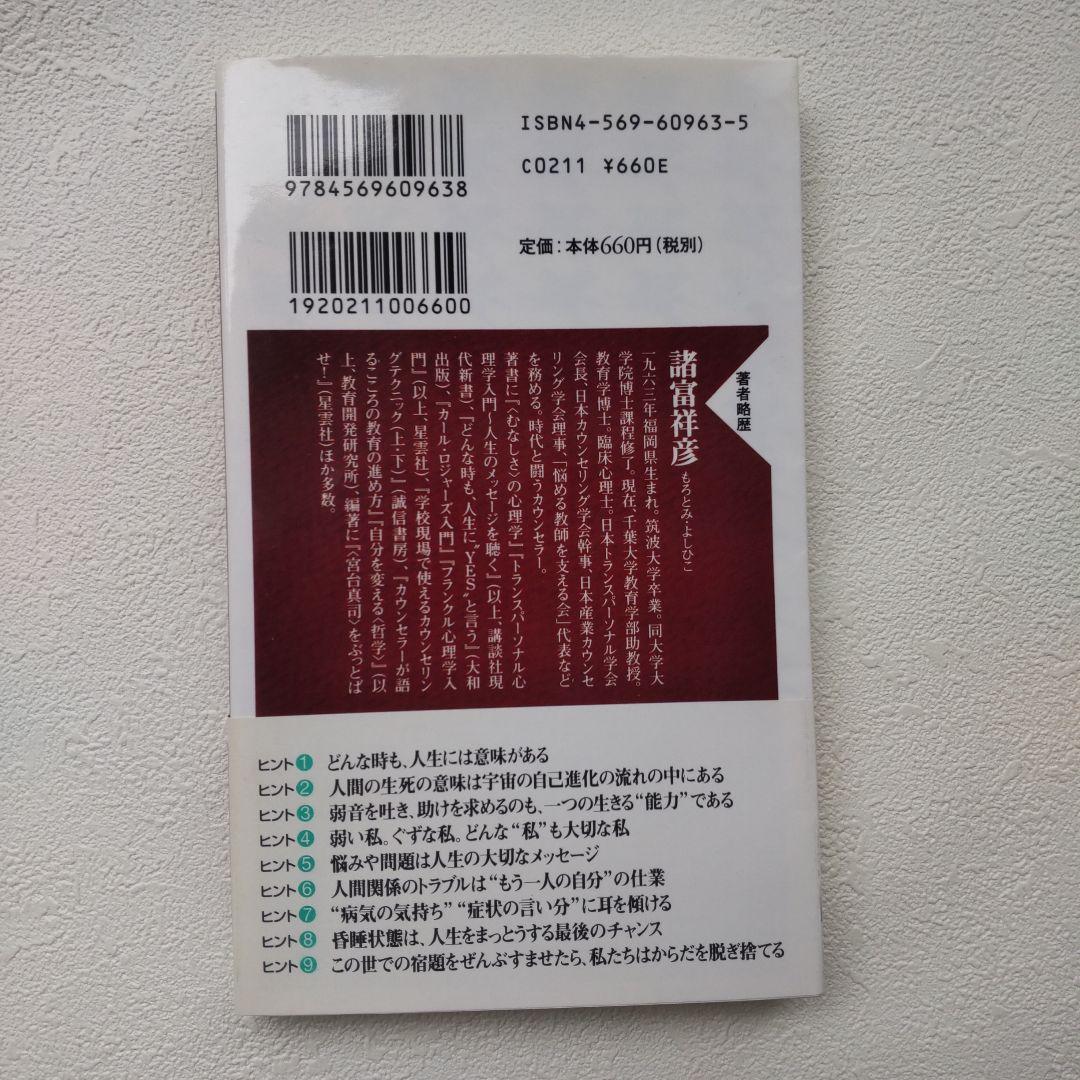 ISBN4-569-60963-5
9784569609638
C0211 ¥660E
定価：本体660円（税別）
1920211006600
著者略歴
諸富祥彦 もろとみ・よしひこ
一九六三年福岡県生まれ。筑波大学卒業。同大学大
学院博士課程修了。現在、千葉大学教育学部助教授。
教育学博士。臨床心理士。日本トランスパーソナル学会
会長、日本カウンセリング学会幹事、日本産業カウンセ
リング学会理事、「悩める教師を支える会」代表など
を務める。時代と闘うカウンセラー。
著書に『〈むなしさ〉の心理学』『トランスパーソナル心
理学入門―人生のメッセージを聴く』（以上、講談社現
代新書）、『どんな時も、人生に“YES”と言う』（大和
出版）、『カール・ロジャーズ入門』『フランクル心理学入
門』（以上、星雲社）、『学校現場で使えるカウンセリン
グテクニック（上・下）』（誠信書房）、『カウンセラーが語
るこころの教育の進め方』『自分を変える〈哲学〉』（以
上、教育開発研究所）、編著に『〈宮台真司〉をぶっとば
せ！』（星雲社）ほか多数。
ヒント1 どんな時も、人生には意味がある
ヒント2 人間の生死の意味は宇宙の自己進化の流れの中にある
ヒント3 弱音を吐き、助けを求めるのも、一つの生きる“能力”である
ヒント4 弱い私。ぐずな私。どんな“私”も大切な私
ヒント5 悩みや問題は人生の大切なメッセージ
ヒント6 人間関係のトラブルは“もう一人の自分”の仕業
ヒント7 “病気の気持ち”“症状の言い分”に耳を傾ける
ヒント8 昏睡状態は、人生をまっとうする最後のチャンス
ヒント9 この世での宿題をぜんぶすませたら、私たちはからだを脱ぎ捨てる